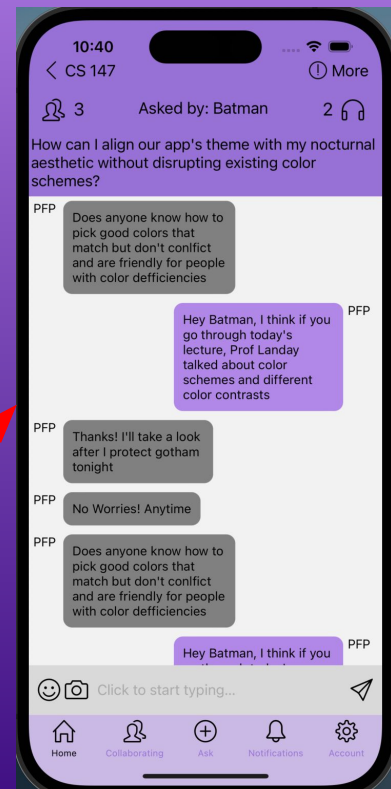 10:40
CS 147
More
3
Asked by: Batman
2
How can I align our app's theme with my nocturnal
aesthetic without disrupting existing color
schemes?
PFP
Does anyone know how to
pick good colors that
match but don't conlfict
and are friendly for people
with color defficiencies
PFP
Hey Batman, I think if you
go through today's
lecture, Prof Landay
talked about color
schemes and different
color contrasts
PFP
Thanks! I'll take a look
after I protect gotham
tonight
PFP
No Worries! Anytime
PFP
Does anyone know how to
pick good colors that
match but don't conlfict
and are friendly for people
with color defficiencies
PFP
Hey Batman, I think if you
Click to start typing...
Home
Collaborating
Ask
Notifications
Account